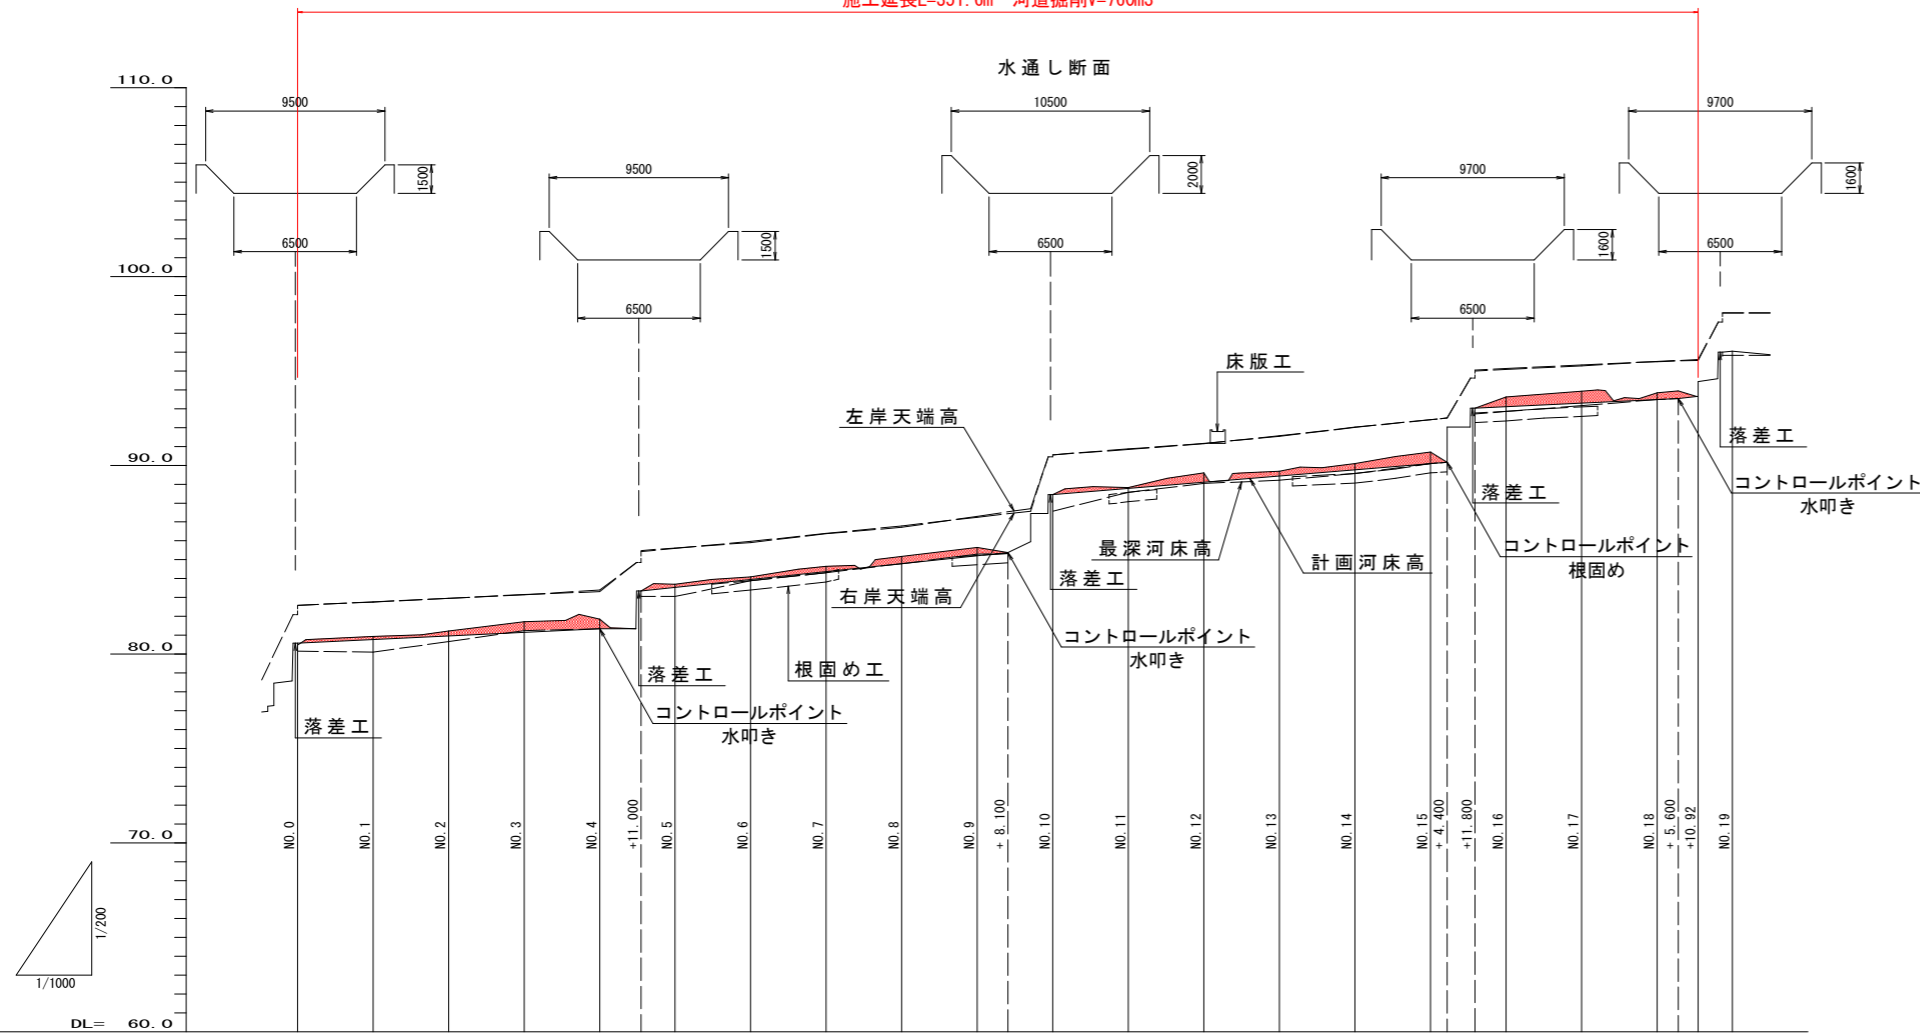 水通し断面
110.0
9500
1500
6500
9500
1500
6500
10500
2000
6500
9700
1600
6500
9700
1600
6500
100.0
床版工
左岸天端高
90.0
落差工
コントロールポイント
水叩き
落差工
最深河床高
計画河床高
コントロールポイント
根固め
落差工
右岸天端高
コントロールポイント
水叩き
80.0
落差工
根固め工
コントロールポイント
水叩き
落差工
70.0
NO.0
NO.1
NO.2
NO.3
NO.4
+11.000
NO.5
NO.6
NO.7
NO.8
NO.9
+ 8.100
NO.10
NO.11
NO.12
NO.13
NO.14
NO.15
+ 4.400
+11.800
NO.16
NO.17
NO.18
+ 5.600
+10.92
NO.19
1/200
1/1000
DL= 60.0